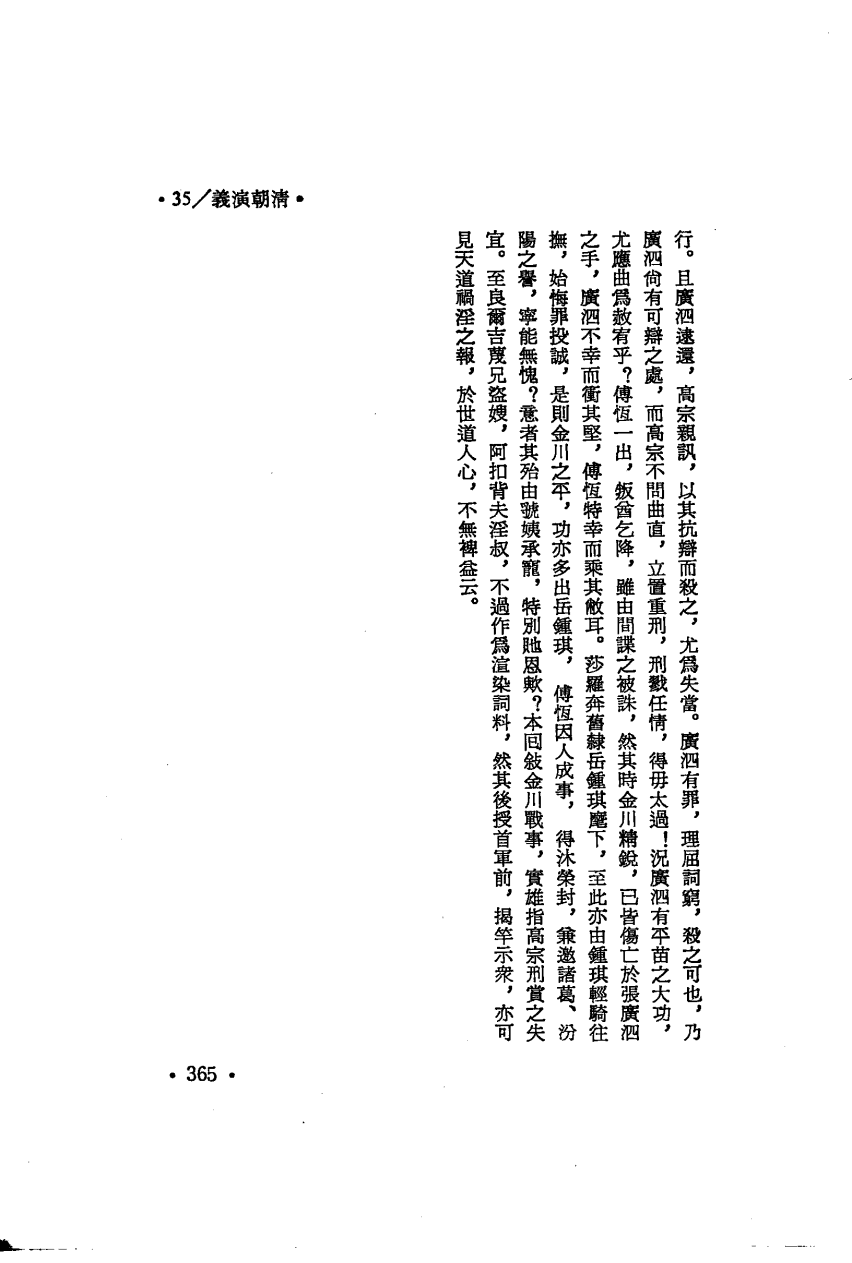 •35/義演朝清•
行。且廣泗逮還，高宗親訊，以其抗辯而殺之，尤爲失當。廣泗有罪，理屈詞窮，殺之可也，乃
廣泗尙有可辯之處，而高宗不問曲直，立置重刑，刑戮任情，得毋太過！況廣泗有平苗之大功，
尤應曲爲赦宥乎？傅恆一出，叛酋乞降，雖由間諜之被誅，然其時金川精銳，已皆傷亡於張廣泗
之手，廣泗不幸而衝其堅，傅恆特幸而乘其敝耳。莎羅奔舊隸岳鍾琪麾下，至此亦由鍾琪輕騎往
撫，始悔罪投誠，是則金川之平，功亦多出岳鍾琪，傅恆因人成事，得沐榮封，兼邀諸葛、汾
陽之譽，寧能無愧？意者其殆由虢姨承寵，特別貤恩歟？本回敍金川戰事，實雄指高宗刑賞之失
宜。至良爾吉蔑兄盜嫂，阿扣背夫淫叔，不過作爲渲染詞料，然其後授首軍前，揭竿示衆，亦可
見天道禍淫之報，於世道人心，不無裨益云。
•365•